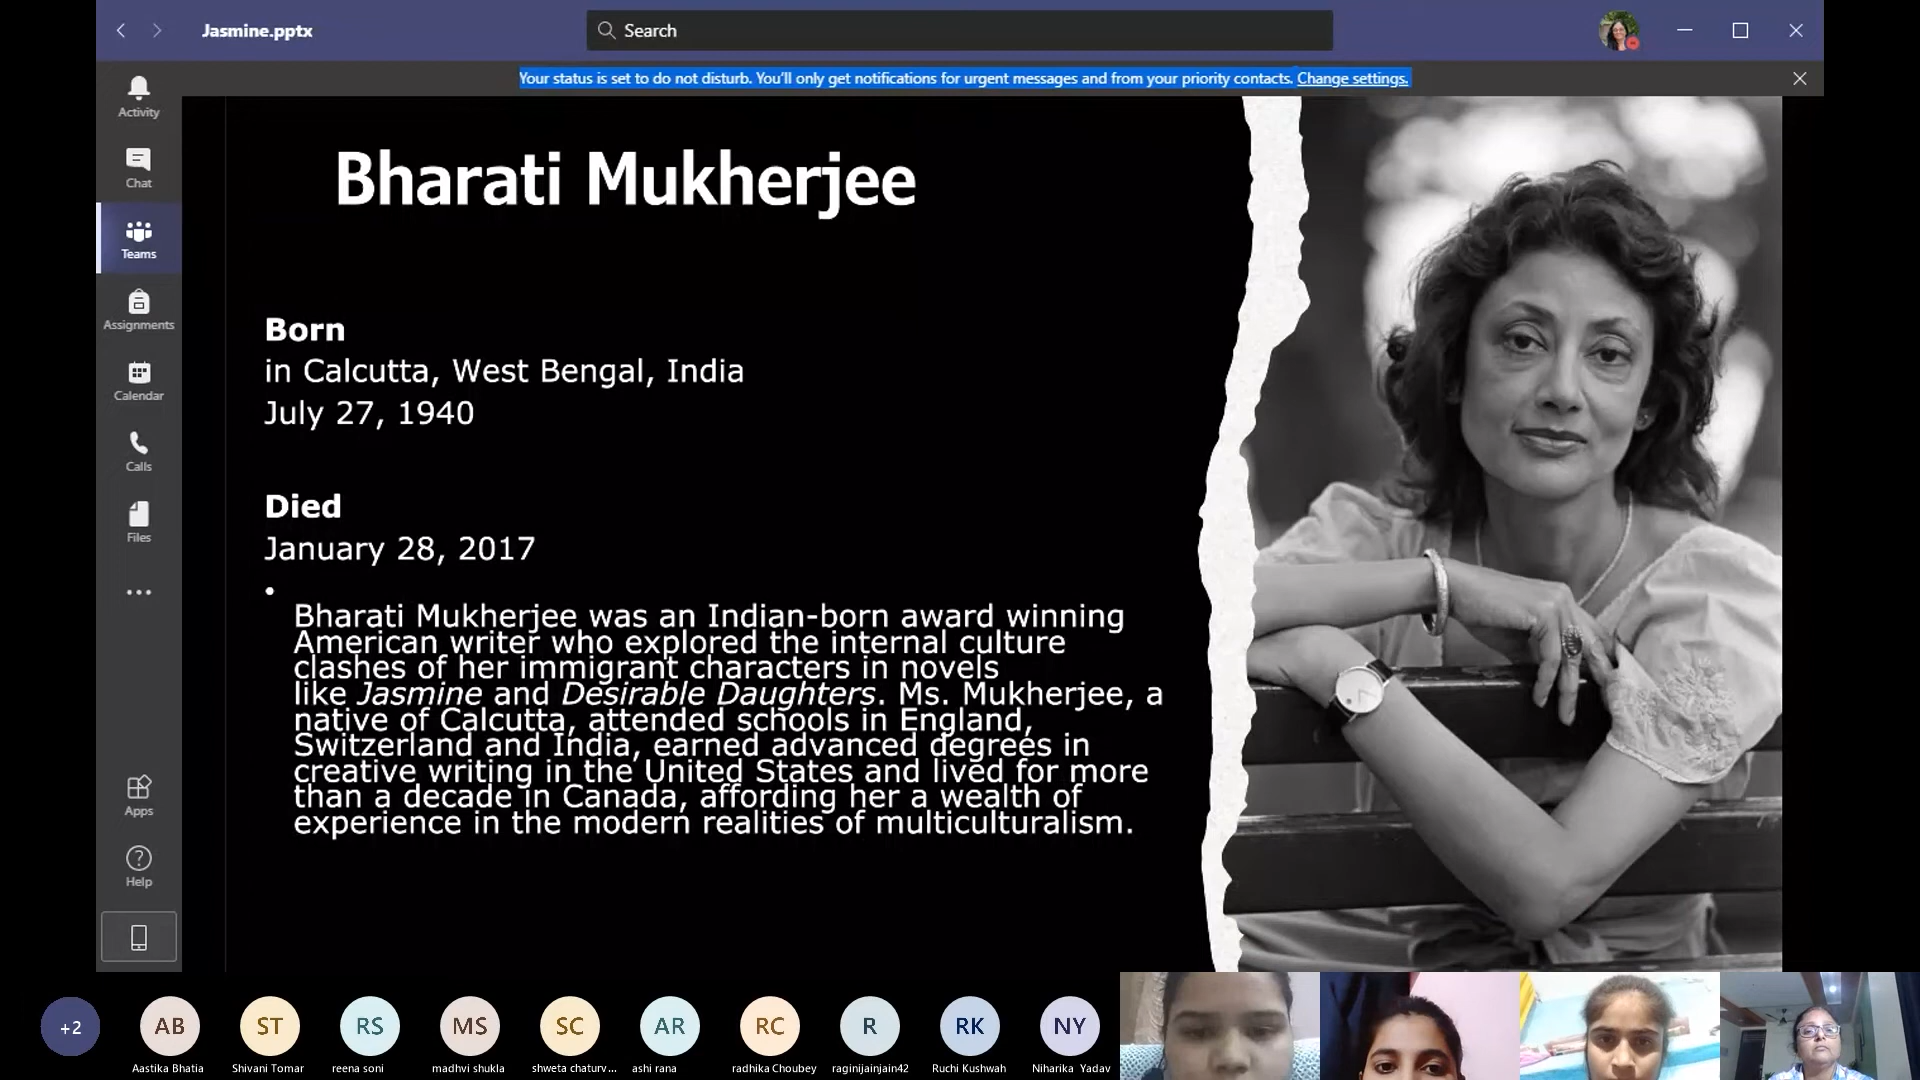 Jasmine.pptx
Search
Your status is set to do not disturb. You'll only get notifications for urgent messages and from your priority contacts. Change settings.
Activity
Chat
Teams
Assignments
Calendar
Calls
Files
Apps
Help
Bharati Mukherjee
Born
in Calcutta, West Bengal, India
July 27, 1940
Died
January 28, 2017
• Bharati Mukherjee was an Indian-born award winning
American writer who explored the internal culture
clashes of her immigrant characters in novels
like Jasmine and Desirable Daughters. Ms. Mukherjee, a
native of Calcutta, attended schools in England,
Switzerland and India, earned advanced degrees in
creative writing in the United States and lived for more
than a decade in Canada, affording her a wealth of
experience in the modern realities of multiculturalism.
+2
AB
ST
RS
MS
SC
AR
RC
R
RK
NY
Aastika Bhatia
Shivani Tomar
reena soni
madhvi shukla
shweta chaturv...
ashi rana
radhika Choubey
raginijainjain42
Ruchi Kushwah
Niharika Yadav